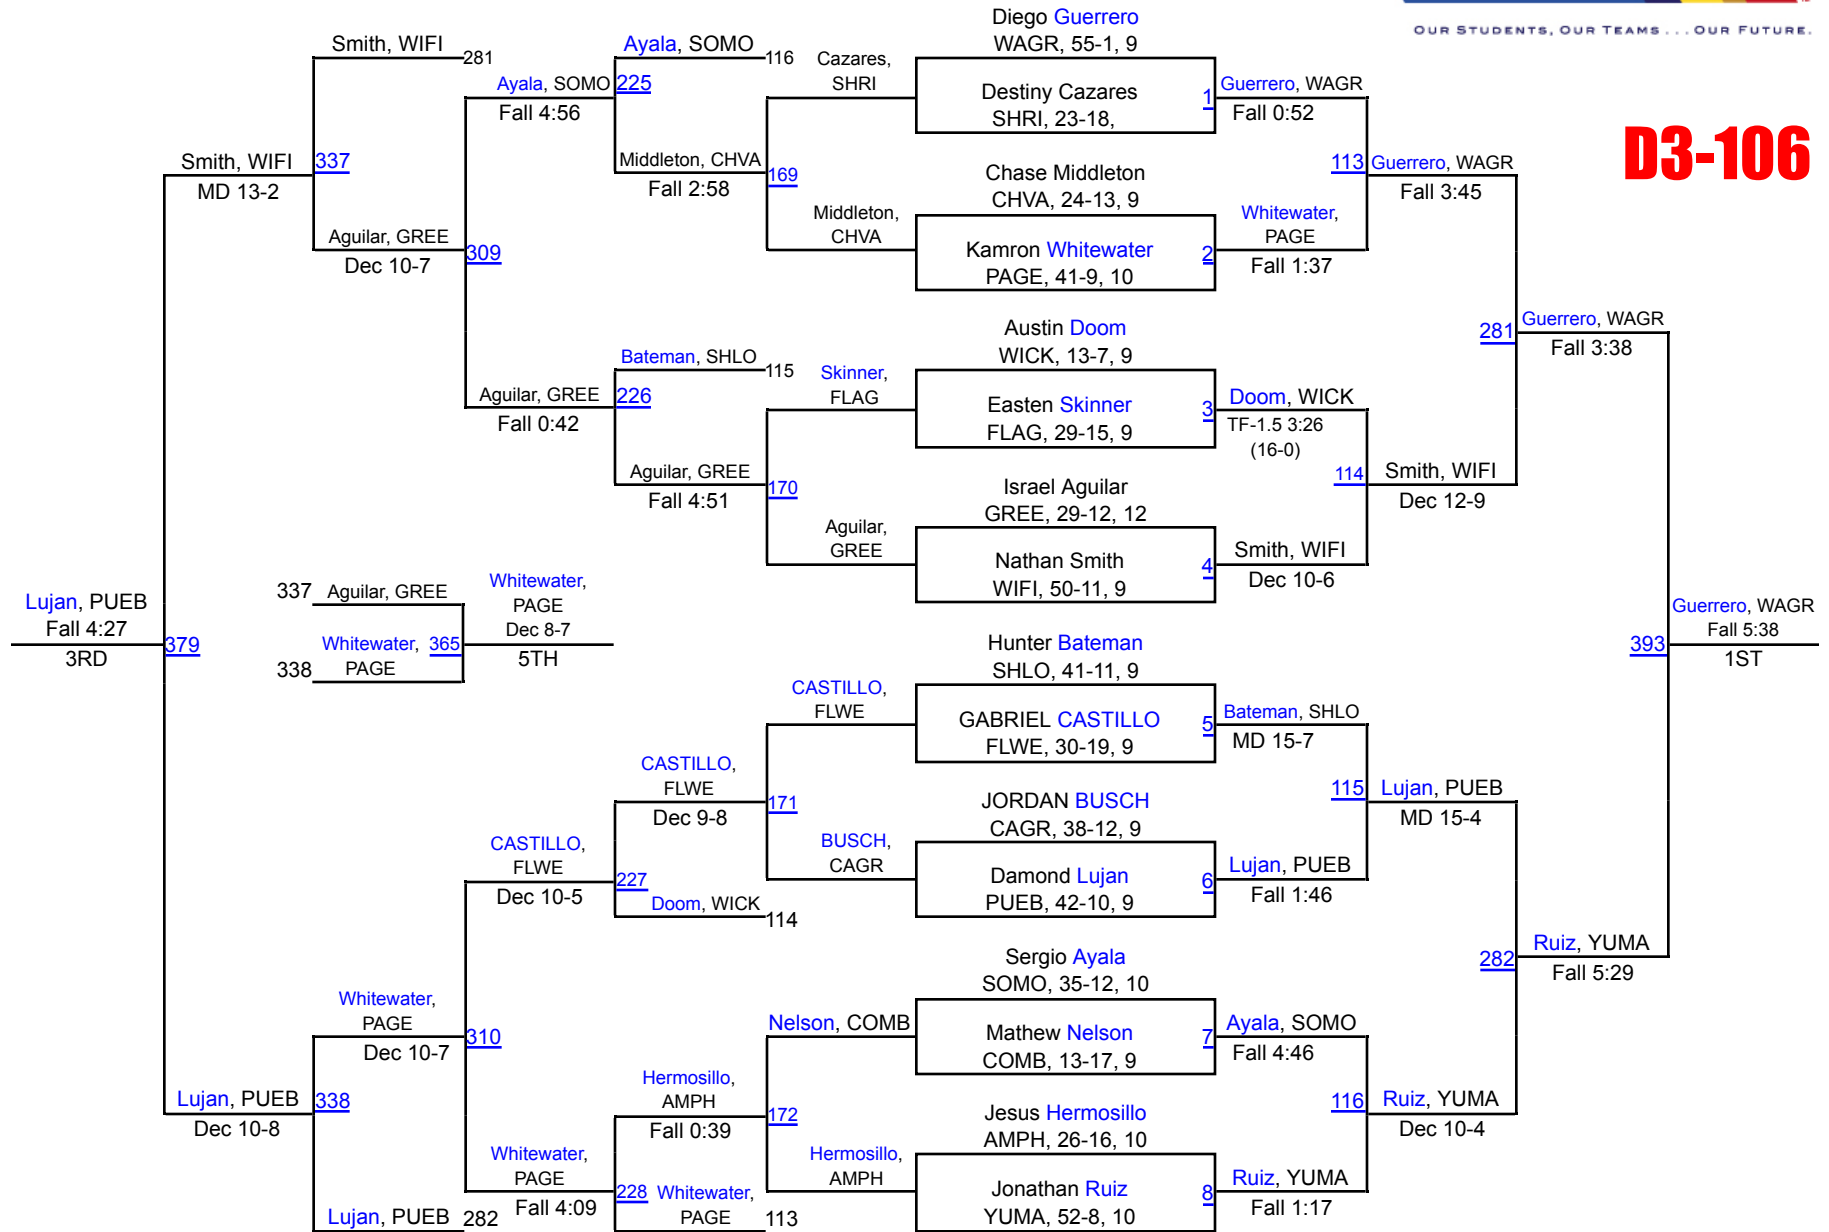 OUR STUDENTS, OUR TEAMS . . . OUR FUTURE.
D3-106
Diego Guerrero
WAGR, 55-1, 9
Destiny Cazares
SHRI, 23-18,
1
Chase Middleton
CHVA, 24-13, 9
Kamron Whitewater
PAGE, 41-9, 10
2
Austin Doom
WICK, 13-7, 9
Easten Skinner
FLAG, 29-15, 9
3
Israel Aguilar
GREE, 29-12, 12
Nathan Smith
WIFI, 50-11, 9
4
Hunter Bateman
SHLO, 41-11, 9
GABRIEL CASTILLO
FLWE, 30-19, 9
5
JORDAN BUSCH
CAGR, 38-12, 9
Damond Lujan
PUEB, 42-10, 9
6
Sergio Ayala
SOMO, 35-12, 10
Mathew Nelson
COMB, 13-17, 9
7
Jesus Hermosillo
AMPH, 26-16, 10
Jonathan Ruiz
YUMA, 52-8, 10
8
Guerrero, WAGR
Fall 0:52
113
Whitewater,
PAGE
Fall 1:37
Doom, WICK
TF-1.5 3:26
(16-0)
114
Smith, WIFI
Dec 10-6
Bateman, SHLO
MD 15-7
115
Lujan, PUEB
Fall 1:46
Ayala, SOMO
Fall 4:46
116
Ruiz, YUMA
Fall 1:17
Guerrero, WAGR
Fall 3:45
281
Smith, WIFI
Dec 12-9
Lujan, PUEB
MD 15-4
282
Ruiz, YUMA
Dec 10-4
Guerrero, WAGR
Fall 3:38
393
Ruiz, YUMA
Fall 5:29
Guerrero, WAGR
Fall 5:38
1ST
Cazares,
SHRI
169
Middleton,
CHVA
Skinner,
FLAG
170
Aguilar,
GREE
CASTILLO,
FLWE
171
BUSCH,
CAGR
Nelson, COMB
172
Hermosillo,
AMPH
Ayala, SOMO
116
225
Middleton, CHVA
Fall 2:58
Bateman, SHLO
115
226
Aguilar, GREE
Fall 4:51
CASTILLO,
FLWE
Dec 9-8
227
Doom, WICK
114
Hermosillo,
AMPH
Fall 0:39
228
Whitewater,
PAGE
113
Ayala, SOMO
Fall 4:56
309
Aguilar, GREE
Fall 0:42
CASTILLO,
FLWE
Dec 10-5
310
Whitewater,
PAGE
Fall 4:09
Smith, WIFI
281
337
Aguilar, GREE
Dec 10-7
Whitewater,
PAGE
Dec 10-7
338
Lujan, PUEB
282
Smith, WIFI
MD 13-2
379
Lujan, PUEB
Dec 10-8
Lujan, PUEB
Fall 4:27
3RD
337
Aguilar, GREE
Whitewater,
PAGE
338
365
Whitewater,
PAGE
Dec 8-7
5TH